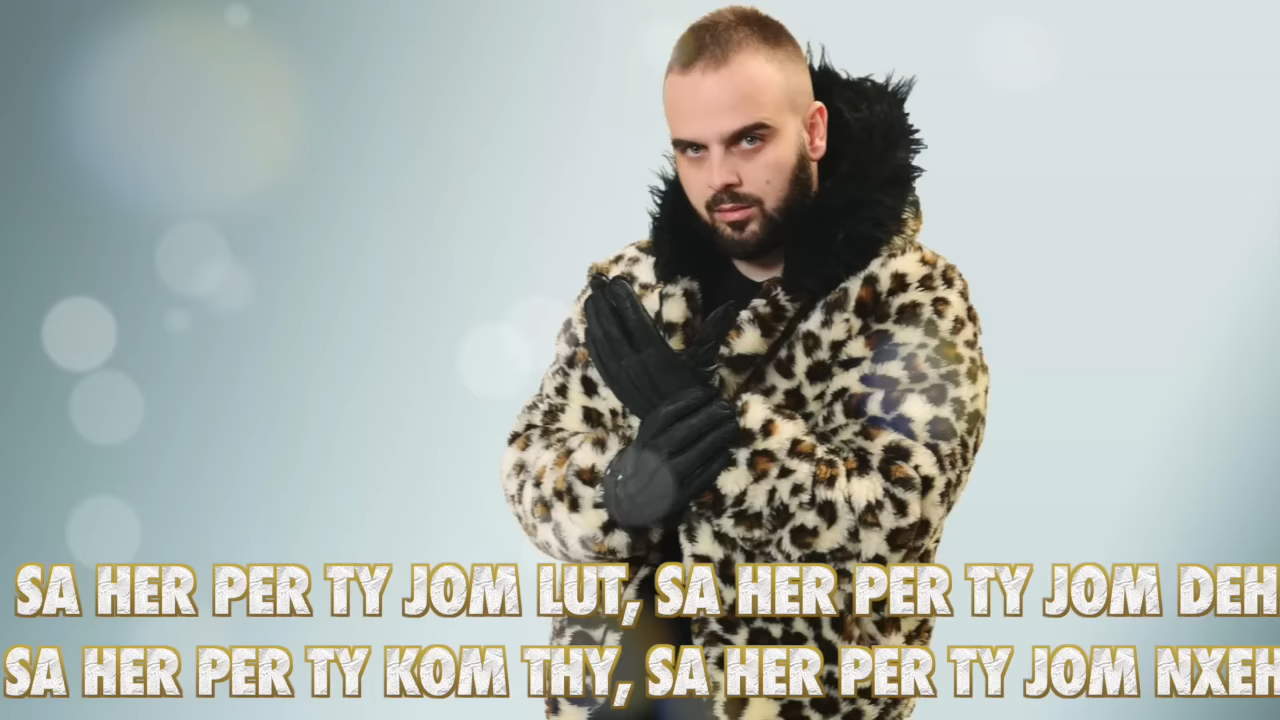 SA HER PER TY JOM LUT, SA HER PER TY JOM DEH
SA HER PER TY KOM THY, SA HER PER TY JOM NXEH